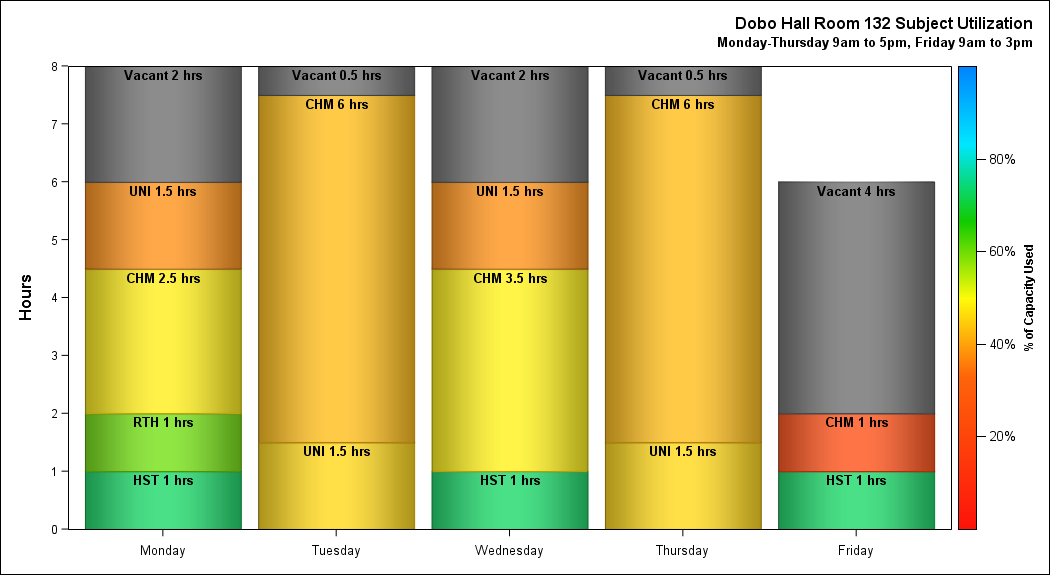 Dobo Hall Room 132 Subject Utilization
Monday-Thursday 9am to 5pm, Friday 9am to 3pm
Hours
8
7
6
5
4
3
2
1
0
Vacant 2 hrs
UNI 1.5 hrs
CHM 2.5 hrs
RTH 1 hrs
HST 1 hrs
Vacant 0.5 hrs
CHM 6 hrs
UNI 1.5 hrs
Vacant 2 hrs
UNI 1.5 hrs
CHM 3.5 hrs
HST 1 hrs
Vacant 0.5 hrs
CHM 6 hrs
UNI 1.5 hrs
Vacant 4 hrs
CHM 1 hrs
HST 1 hrs
Monday
Tuesday
Wednesday
Thursday
Friday
80%
60%
40%
20%
% of Capacity Used